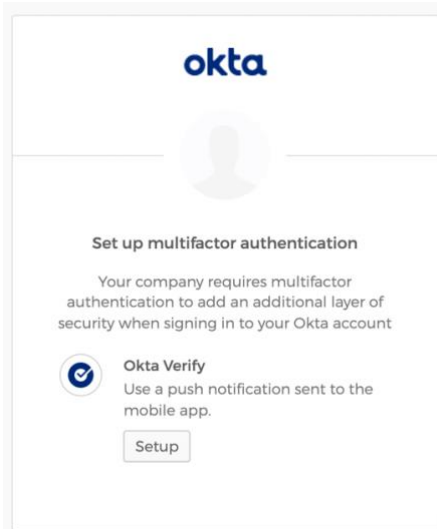 okta
Set up multifactor authentication
Your company requires multifactor
authentication to add an additional layer of
security when signing in to your Okta account
Okta Verify
Use a push notification sent to the
mobile app.
Setup